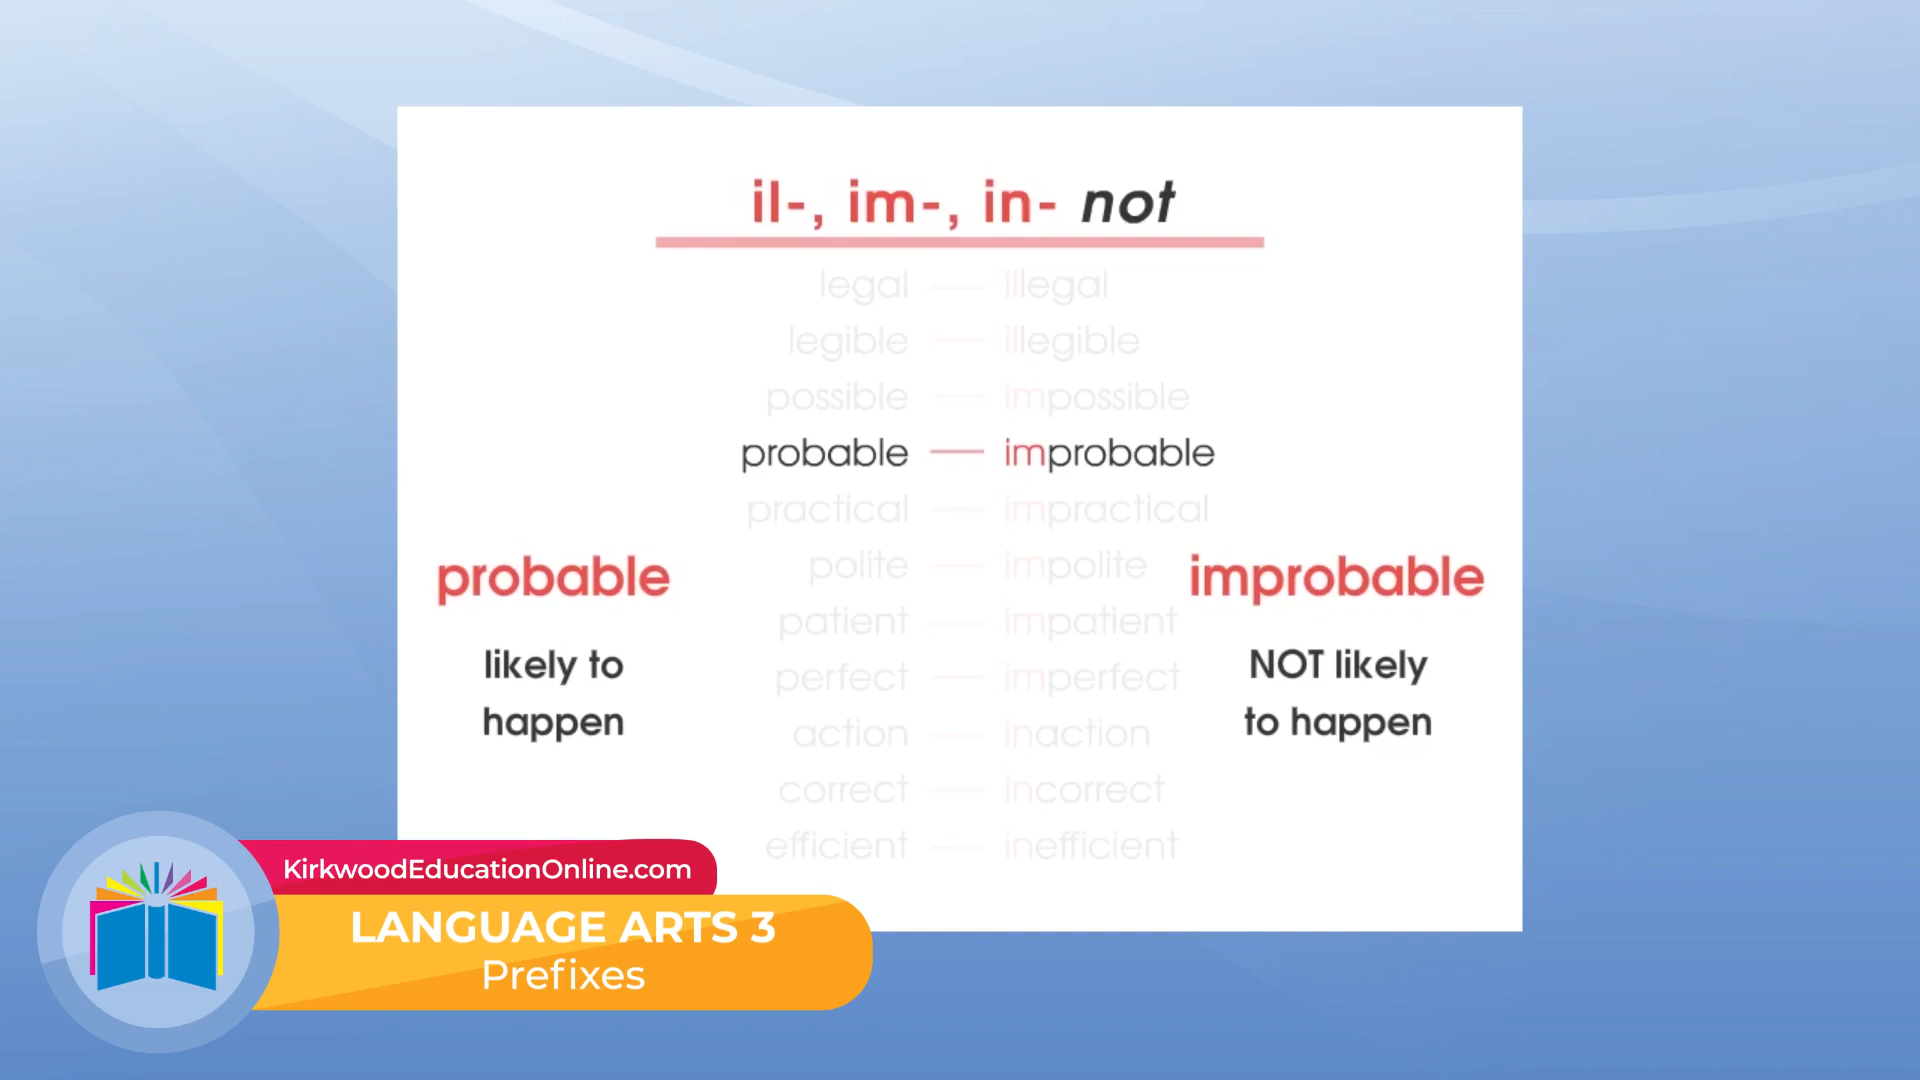 il-, im-, in- not
legal — illegal
legible — illegible
possible — impossible
probable — improbable
practical — impractical
polite — impolite
patient — impatient
perfect — imperfect
action — inaction
correct — incorrect
efficient — inefficient
probable
likely to
happen
improbable
NOT likely
to happen
KirkwoodEducationOnline.com
LANGUAGE ARTS 3
Prefixes